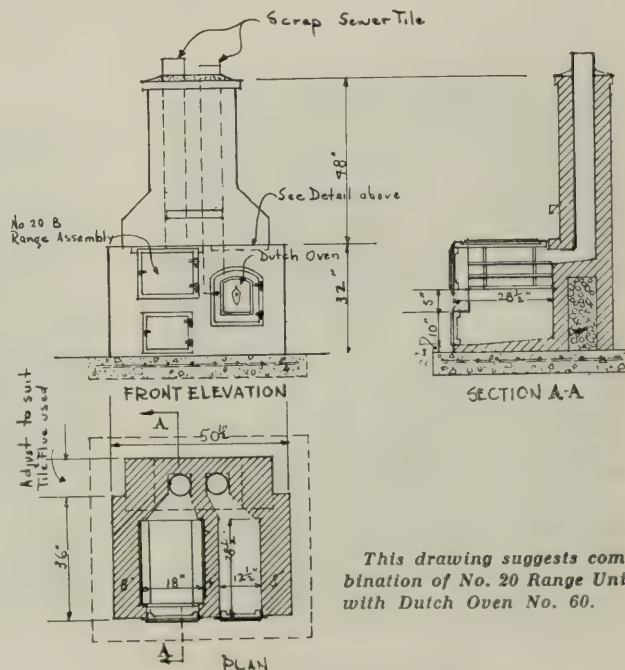 Scrap Sewer Tile
48"
See Detail above
No 20 B
Range Assembly
Dutch Oven
32"
28½"
5"
10"
FRONT ELEVATION
SECTION A-A
Adjust to suit
Tile Flue used
A
50½"
36"
8"
18"
28½"
12½"
A
PLAN
This drawing suggests com-
bination of No. 20 Range Unit
with Dutch Oven No. 60.